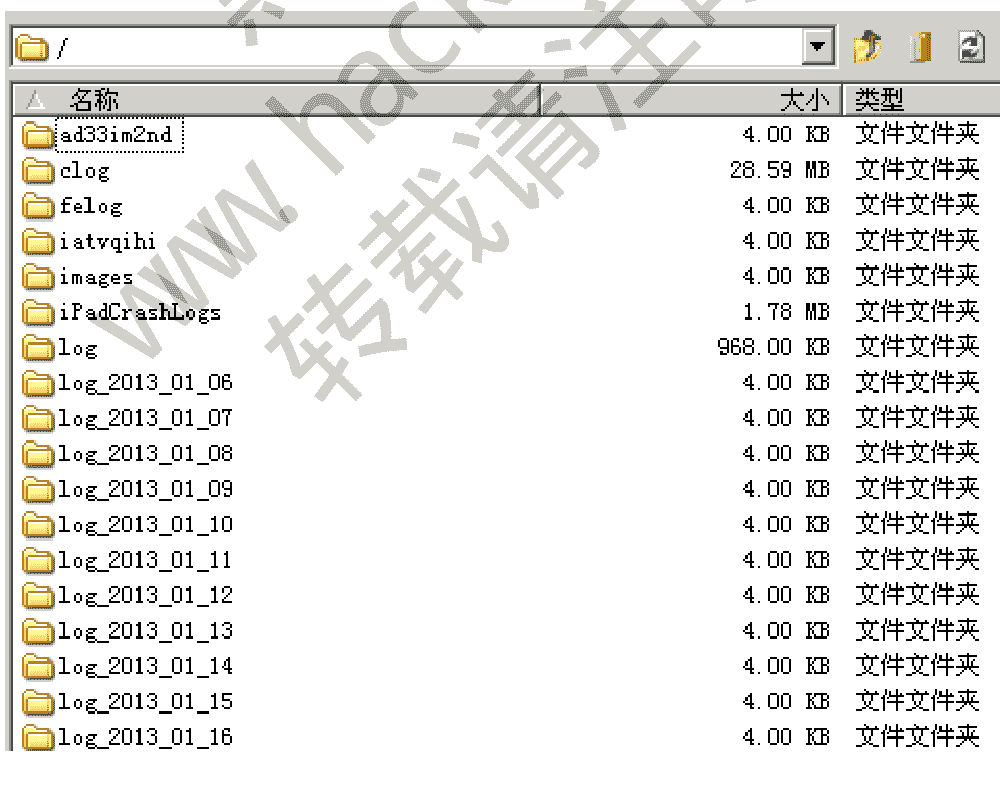 /
名称 大小 类型
ad33im2nd 4.00 KB 文件文件夹
clog 28.59 MB 文件文件夹
felog 4.00 KB 文件文件夹
iatvqihi 4.00 KB 文件文件夹
images 4.00 KB 文件文件夹
iPadCrashLogs 1.78 MB 文件文件夹
log 968.00 KB 文件文件夹
log_2013_01_06 4.00 KB 文件文件夹
log_2013_01_07 4.00 KB 文件文件夹
log_2013_01_08 4.00 KB 文件文件夹
log_2013_01_09 4.00 KB 文件文件夹
log_2013_01_10 4.00 KB 文件文件夹
log_2013_01_11 4.00 KB 文件文件夹
log_2013_01_12 4.00 KB 文件文件夹
log_2013_01_13 4.00 KB 文件文件夹
log_2013_01_14 4.00 KB 文件文件夹
log_2013_01_15 4.00 KB 文件文件夹
log_2013_01_16 4.00 KB 文件文件夹
www.hack
转载请注